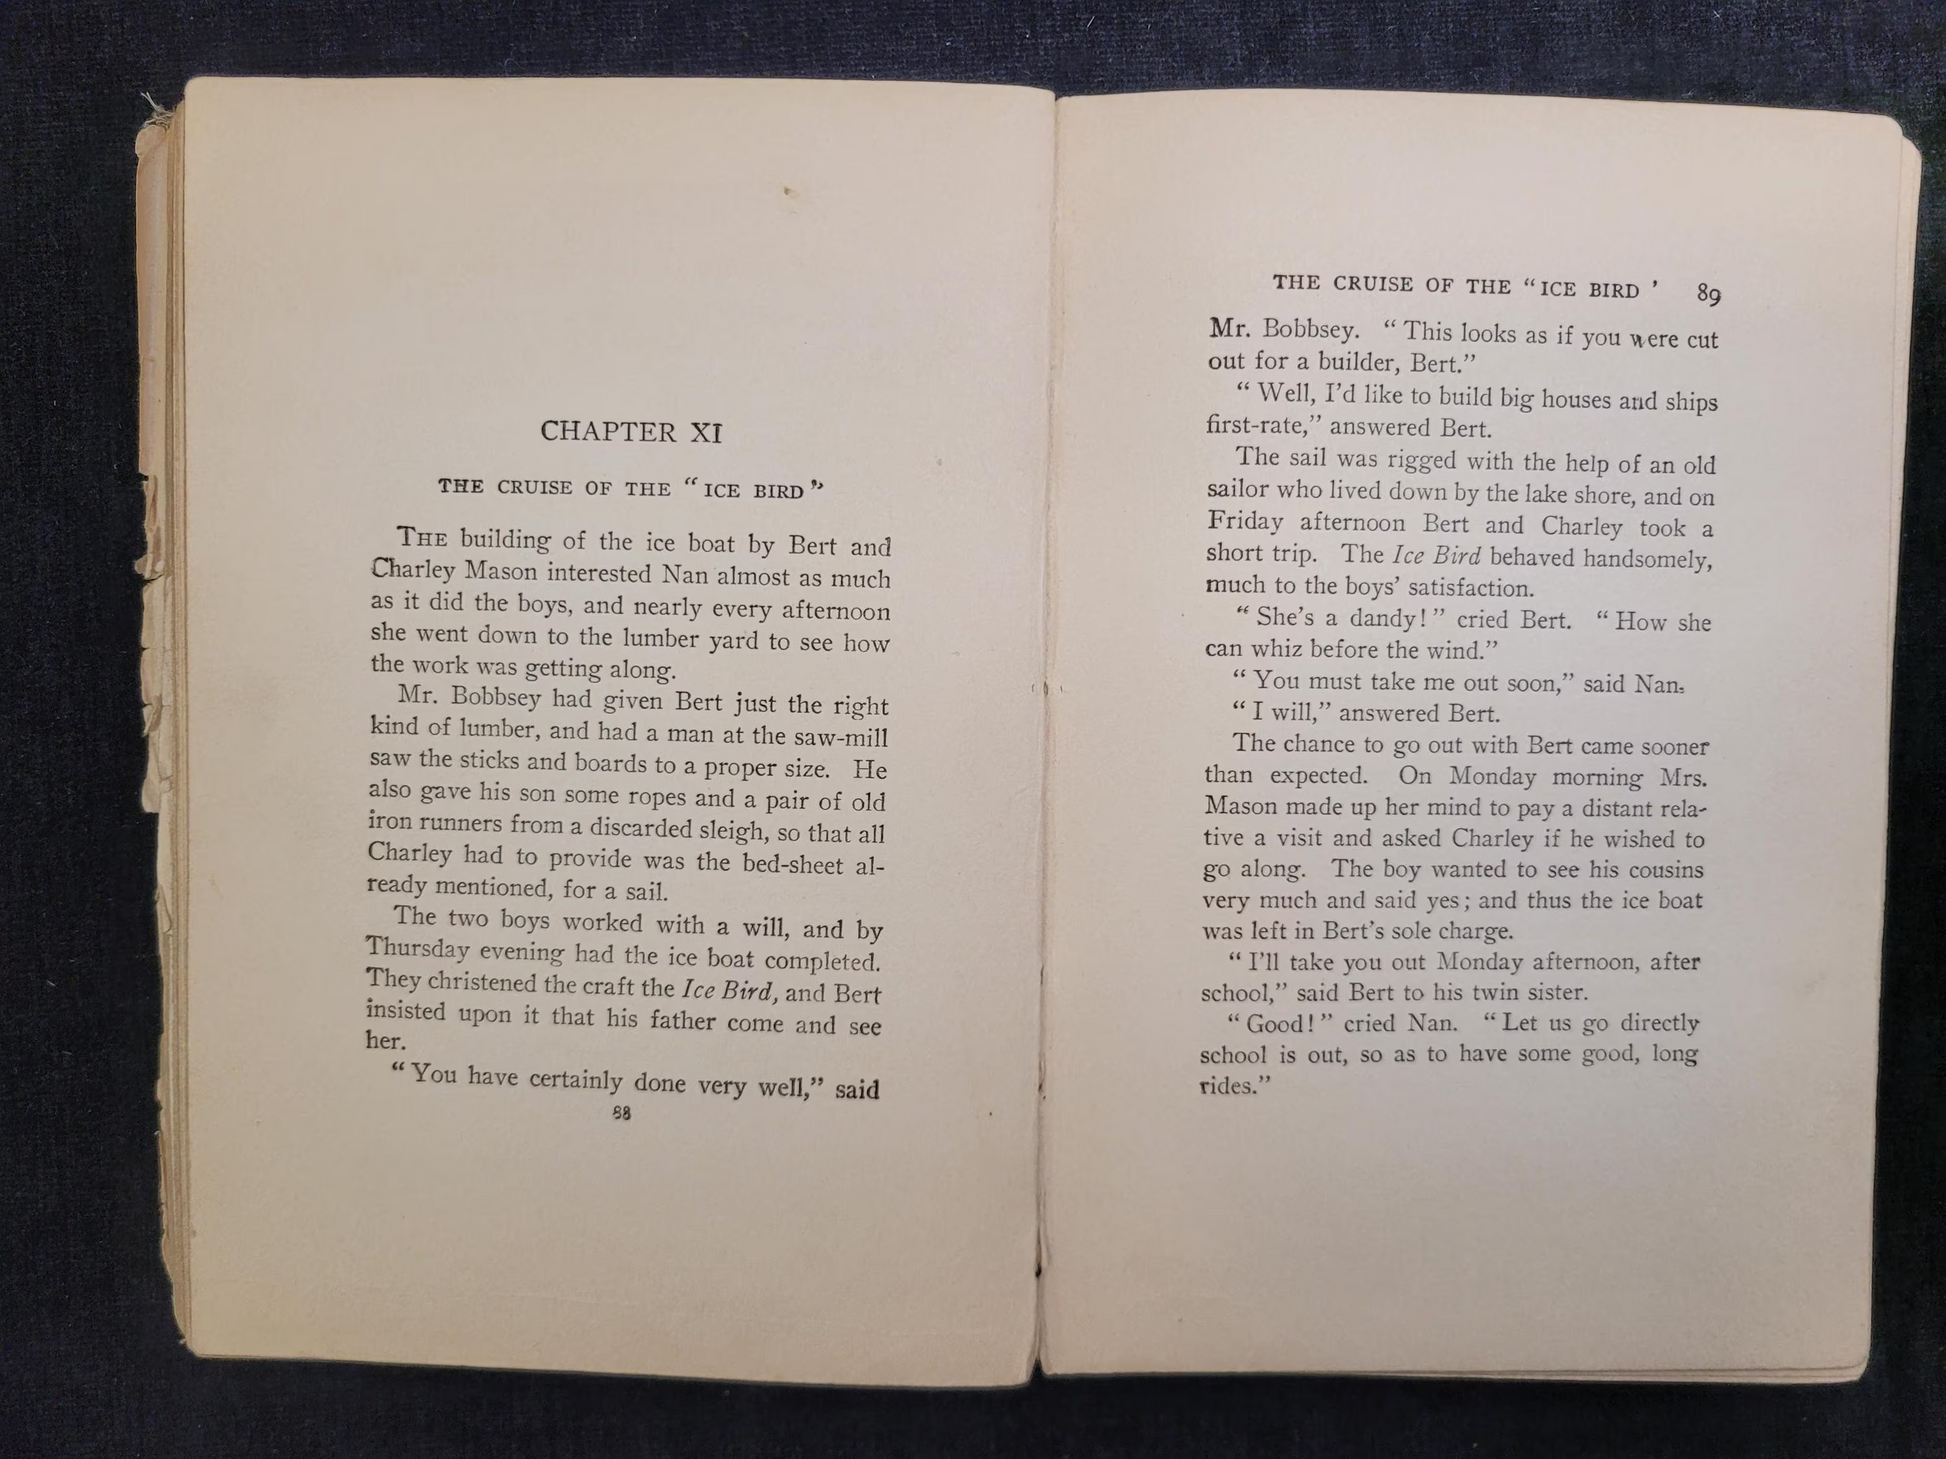 CHAPTER XI
THE CRUISE OF THE “ICE BIRD”
THE building of the ice boat by Bert and
Charley Mason interested Nan almost as much
as it did the boys, and nearly every afternoon
she went down to the lumber yard to see how
the work was getting along.
Mr. Bobbsey had given Bert just the right
kind of lumber, and had a man at the saw-mill
saw the sticks and boards to a proper size. He
also gave his son some ropes and a pair of old
iron runners from a discarded sleigh, so that all
Charley had to provide was the bed-sheet al-
ready mentioned, for a sail.
The two boys worked with a will, and by
Thursday evening had the ice boat completed.
They christened the craft the Ice Bird, and Bert
insisted upon it that his father come and see
her.
“You have certainly done very well,” said
88
THE CRUISE OF THE “ICE BIRD ’ 89
Mr. Bobbsey. “This looks as if you were cut
out for a builder, Bert.”
“Well, I’d like to build big houses and ships
first-rate,” answered Bert.
The sail was rigged with the help of an old
sailor who lived down by the lake shore, and on
Friday afternoon Bert and Charley took a
short trip. The Ice Bird behaved handsomely,
much to the boys’ satisfaction.
“She’s a dandy!” cried Bert. “How she
can whiz before the wind.”
“You must take me out soon,” said Nan.
“I will,” answered Bert.
The chance to go out with Bert came sooner
than expected. On Monday morning Mrs.
Mason made up her mind to pay a distant rela-
tive a visit and asked Charley if he wished to
go along. The boy wanted to see his cousins
very much and said yes; and thus the ice boat
was left in Bert’s sole charge.
“I’ll take you out Monday afternoon, after
school,” said Bert to his twin sister.
“Good!” cried Nan. “Let us go directly
school is out, so as to have some good, long
rides.”